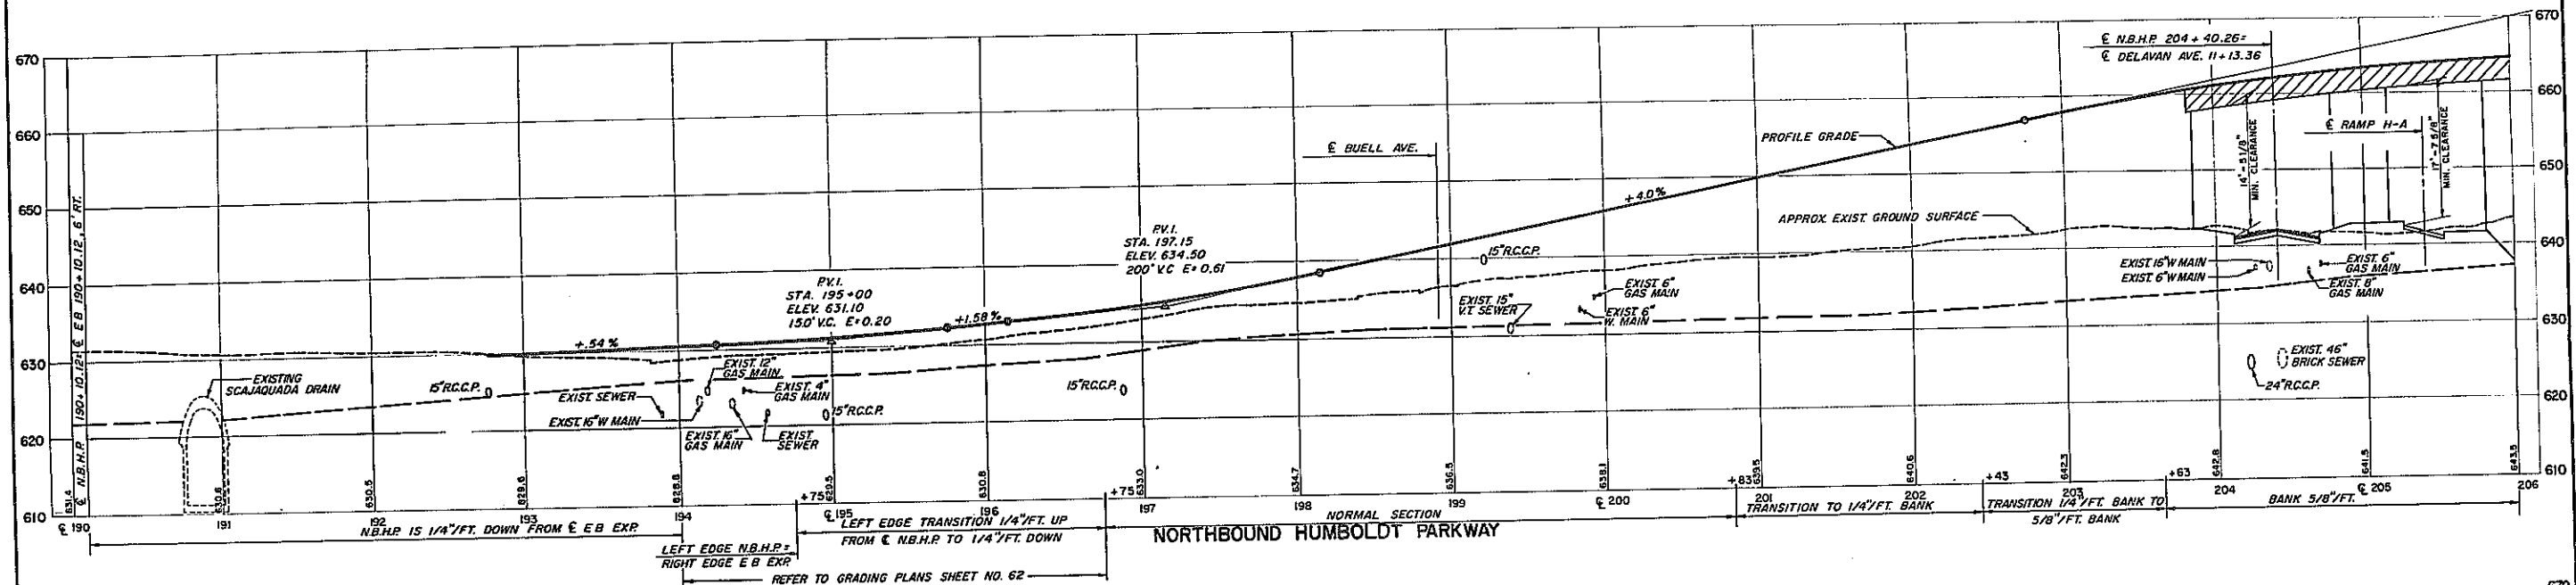 670
660
650
640
630
620
610
670
660
650
640
630
620
610
670
℄ N.B.H.P. 190+10.12= ℄ EB 190+10.12, 6' RT.
℄ N.B.H.P. 204+40.26=
℄ DELAVAN AVE. 11+13.36
℄ BUELL AVE.
PROFILE GRADE
℄ RAMP H-A
14'-5 1/8"
MIN. CLEARANCE
17'-7 5/8"
MIN. CLEARANCE
+4.0%
APPROX. EXIST. GROUND SURFACE
P.V.I.
STA. 197.15
ELEV. 634.50
200' V.C. E=0.61
P.V.I.
STA. 195+00
ELEV. 631.10
150' V.C. E=0.20
+1.58%
+.54%
15"R.C.C.P.
EXIST. 6"
GAS MAIN
EXIST. 15"
V.T. SEWER
EXIST. 6"
W. MAIN
EXIST. 16"W MAIN
EXIST. 6"W MAIN
EXIST. 6"
GAS MAIN
EXIST. 8"
GAS MAIN
EXIST. 46"
BRICK SEWER
24"R.C.C.P.
EXISTING
SCAJAQUADA DRAIN
15"R.C.C.P.
EXIST. 12"
GAS MAIN
EXIST. 4"
GAS MAIN
EXIST SEWER
EXIST. 16"W MAIN
EXIST. 16"
GAS MAIN
EXIST.
SEWER
15"R.C.C.P.
15"R.C.C.P.
631.4
630.6
630.5
629.6
628.8
629.5
630.8
633.0
634.7
636.5
638.1
639.5
640.6
642.3
642.8
641.5
643.5
℄ 190
191
192
193
194
℄ 195
196
197
198
199
℄ 200
201
202
203
204
℄ 205
206
+75
+75
+83
+43
+63
N.B.H.P. IS 1/4"/FT. DOWN FROM ℄ E B EXP.
LEFT EDGE N.B.H.P.=
RIGHT EDGE E B EXP.
LEFT EDGE TRANSITION 1/4"/FT. UP
FROM ℄ N.B.H.P. TO 1/4"/FT. DOWN
REFER TO GRADING PLANS SHEET NO. 62
NORMAL SECTION
TRANSITION TO 1/4"/FT. BANK
TRANSITION 1/4"/FT. BANK TO
5/8"/FT. BANK
BANK 5/8"/FT.
NORTHBOUND HUMBOLDT PARKWAY